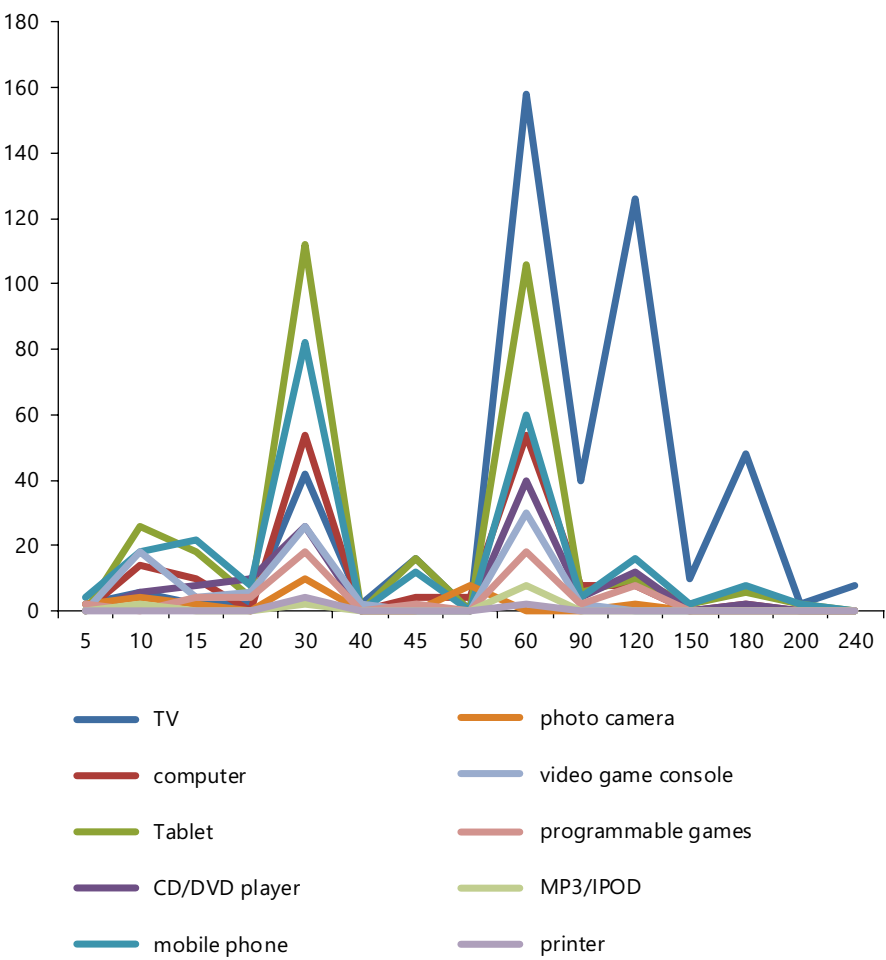 180
160
140
120
100
80
60
40
20
0
5 10 15 20 30 40 45 50 60 90 120 150 180 200 240
TV
photo camera
computer
video game console
Tablet
programmable games
CD/DVD player
MP3/IPOD
mobile phone
printer